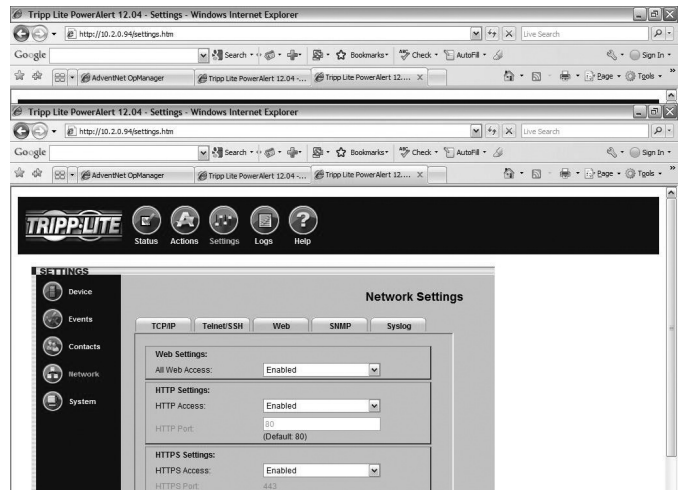 Tripp Lite PowerAlert 12.04 - Settings - Windows Internet Explorer
http://10.2.0.94/settings.htm
Live Search
Google Search Bookmarks Check AutoFill Sign In
AdventNet OpManager Tripp Lite PowerAlert 12.04 -... Tripp Lite PowerAlert 12.... Page Tools
Tripp Lite PowerAlert 12.04 - Settings - Windows Internet Explorer
http://10.2.0.94/settings.htm
Live Search
Google Search Bookmarks Check AutoFill Sign In
AdventNet OpManager Tripp Lite PowerAlert 12.04 -... Tripp Lite PowerAlert 12.... Page Tools
TRIPP·LITE
Status Actions Settings Logs Help
SETTINGS
Device
Events
Contacts
Network
System
Network Settings
TCP/IP Telnet/SSH Web SNMP Syslog
Web Settings:
All Web Access: Enabled
HTTP Settings:
HTTP Access: Enabled
HTTP Port: 80
(Default: 80)
HTTPS Settings:
HTTPS Access: Enabled
HTTPS Port: 443